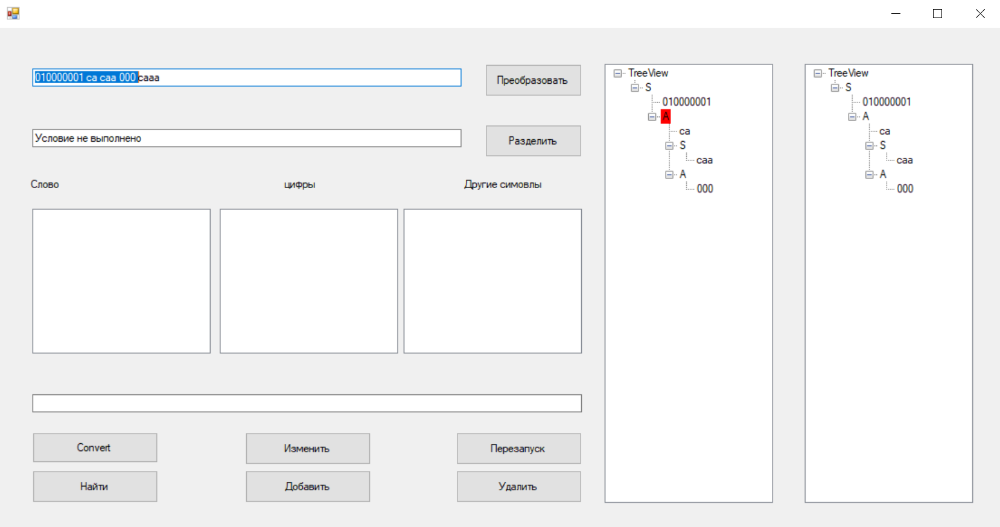 010000001 ca caa 000 caaa
Преобразовать
Условие не выполнено
Разделить
Слово
цифры
Другие симовлы
Convert
Изменить
Перезапуск
Найти
Добавить
Удалить
TreeView
S
010000001
A
ca
S
caa
A
000
TreeView
S
010000001
A
ca
S
caa
A
000